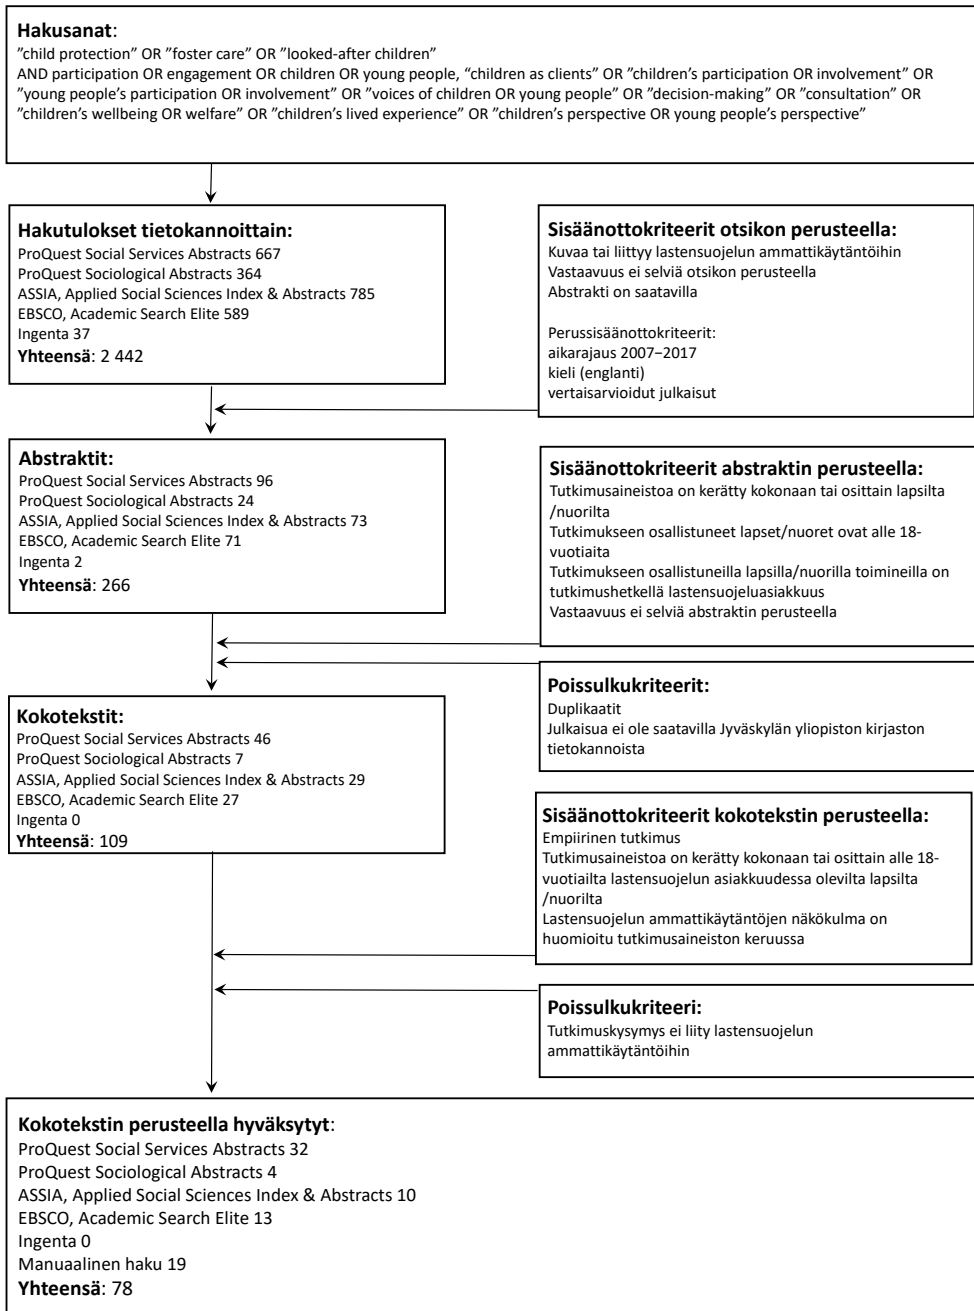 Hakusanat:
”child protection” OR ”foster care” OR ”looked-after children”
AND participation OR engagement OR children OR young people, “children as clients” OR ”children’s participation OR involvement” OR
”young people’s participation OR involvement” OR ”voices of children OR young people” OR ”decision-making” OR ”consultation” OR
”children’s wellbeing OR welfare” OR ”children’s lived experience” OR ”children’s perspective OR young people’s perspective”
Hakutulokset tietokannoittain:
ProQuest Social Services Abstracts 667
ProQuest Sociological Abstracts 364
ASSIA, Applied Social Sciences Index & Abstracts 785
EBSCO, Academic Search Elite 589
Ingenta 37
Yhteensä: 2 442
Sisäänottokriteerit otsikon perusteella:
Kuvaa tai liittyy lastensuojelun ammattikäytäntöihin
Vastaavuus ei selviä otsikon perusteella
Abstrakti on saatavilla
Perussisäänottokriteerit:
aikarajaus 2007–2017
kieli (englanti)
vertaisarvioidut julkaisut
Abstraktit:
ProQuest Social Services Abstracts 96
ProQuest Sociological Abstracts 24
ASSIA, Applied Social Sciences Index & Abstracts 73
EBSCO, Academic Search Elite 71
Ingenta 2
Yhteensä: 266
Sisäänottokriteerit abstraktin perusteella:
Tutkimusaineistoa on kerätty kokonaan tai osittain lapsilta
/nuorilta
Tutkimukseen osallistuneet lapset/nuoret ovat alle 18-
vuotiaita
Tutkimukseen osallistuneilla lapsilla/nuorilla toimineilla on
tutkimushetkellä lastensuojeluasiakkuus
Vastaavuus ei selviä abstraktin perusteella
Poissulkukriteerit:
Duplikaatit
Julkaisua ei ole saatavilla Jyväskylän yliopiston kirjaston
tietokannoista
Kokotekstit:
ProQuest Social Services Abstracts 46
ProQuest Sociological Abstracts 7
ASSIA, Applied Social Sciences Index & Abstracts 29
EBSCO, Academic Search Elite 27
Ingenta 0
Yhteensä: 109
Sisäänottokriteerit kokotekstin perusteella:
Empiirinen tutkimus
Tutkimusaineistoa on kerätty kokonaan tai osittain alle 18-
vuotiailta lastensuojelun asiakkuudessa olevilta lapsilta
/nuorilta
Lastensuojelun ammattikäytäntöjen näkökulma on
huomioitu tutkimusaineiston keruussa
Poissulkukriteeri:
Tutkimuskysymys ei liity lastensuojelun
ammattikäytäntöihin
Kokotekstin perusteella hyväksytyt:
ProQuest Social Services Abstracts 32
ProQuest Sociological Abstracts 4
ASSIA, Applied Social Sciences Index & Abstracts 10
EBSCO, Academic Search Elite 13
Ingenta 0
Manuaalinen haku 19
Yhteensä: 78